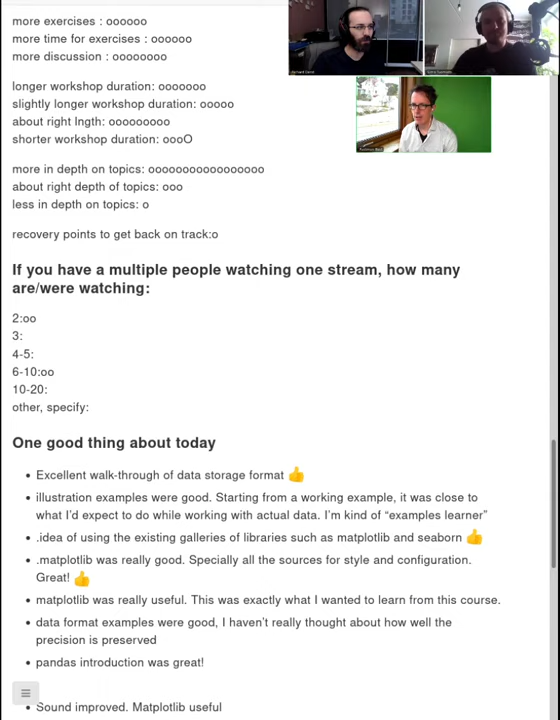 more exercises : oooooo
more time for exercises : oooooo
more discussion : oooooooo
longer workshop duration: ooooooo
slightly longer workshop duration: ooooo
about right lngth: ooooooooo
shorter workshop duration: oooO
more in depth on topics: ooooooooooooooooo
about right depth of topics: ooo
less in depth on topics: o
recovery points to get back on track:o
If you have a multiple people watching one stream, how many
are/were watching:
2:oo
3:
4-5:
6-10:oo
10-20:
other, specify:
One good thing about today
Excellent walk-through of data storage format 👍
illustration examples were good. Starting from a working example, it was close to
what I’d expect to do while working with actual data. I’m kind of “examples learner”
.idea of using the existing galleries of libraries such as matplotlib and seaborn 👍
.matplotlib was really good. Specially all the sources for style and configuration.
Great! 👍
matplotlib was really useful. This was exactly what I wanted to learn from this course.
data format examples were good, I haven’t really thought about how well the
precision is preserved
pandas introduction was great!
Sound improved. Matplotlib useful